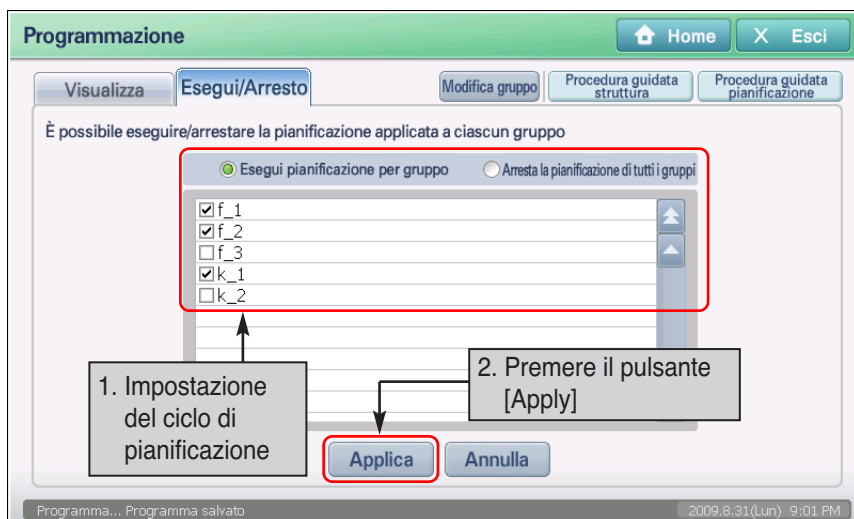 Programmazione
Home
X Esci
Visualizza
Esegui/Arresto
Modifica gruppo
Procedura guidata
struttura
Procedura guidata
pianificazione
È possibile eseguire/arrestare la pianificazione applicata a ciascun gruppo
Esegui pianificazione per gruppo
Arresta la pianificazione di tutti i gruppi
f_1
f_2
f_3
k_1
k_2
1. Impostazione
del ciclo di
pianificazione
2. Premere il pulsante
[Apply]
Applica
Annulla
Programma... Programma salvato
2009.8.31(Lun) 9:01 PM